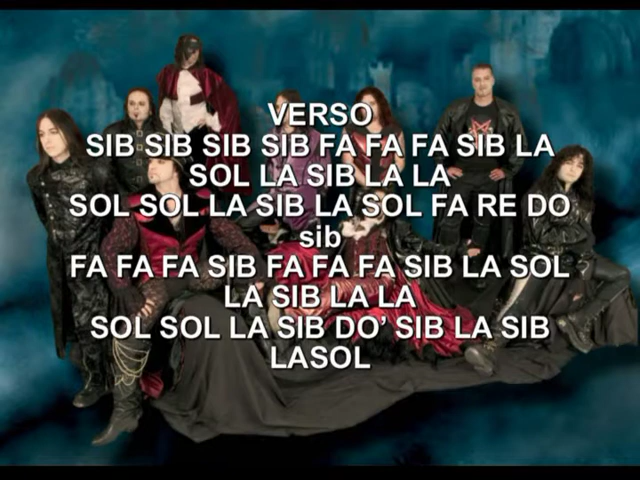 VERSO
SIB SIB SIB SIB FA FA FA SIB LA
SOL LA SIB LA LA
SOL SOL LA SIB LA SOL FA RE DO
sib
FA FA FA SIB FA FA FA SIB LA SOL
LA SIB LA LA
SOL SOL LA SIB DO’ SIB LA SIB
LASOL